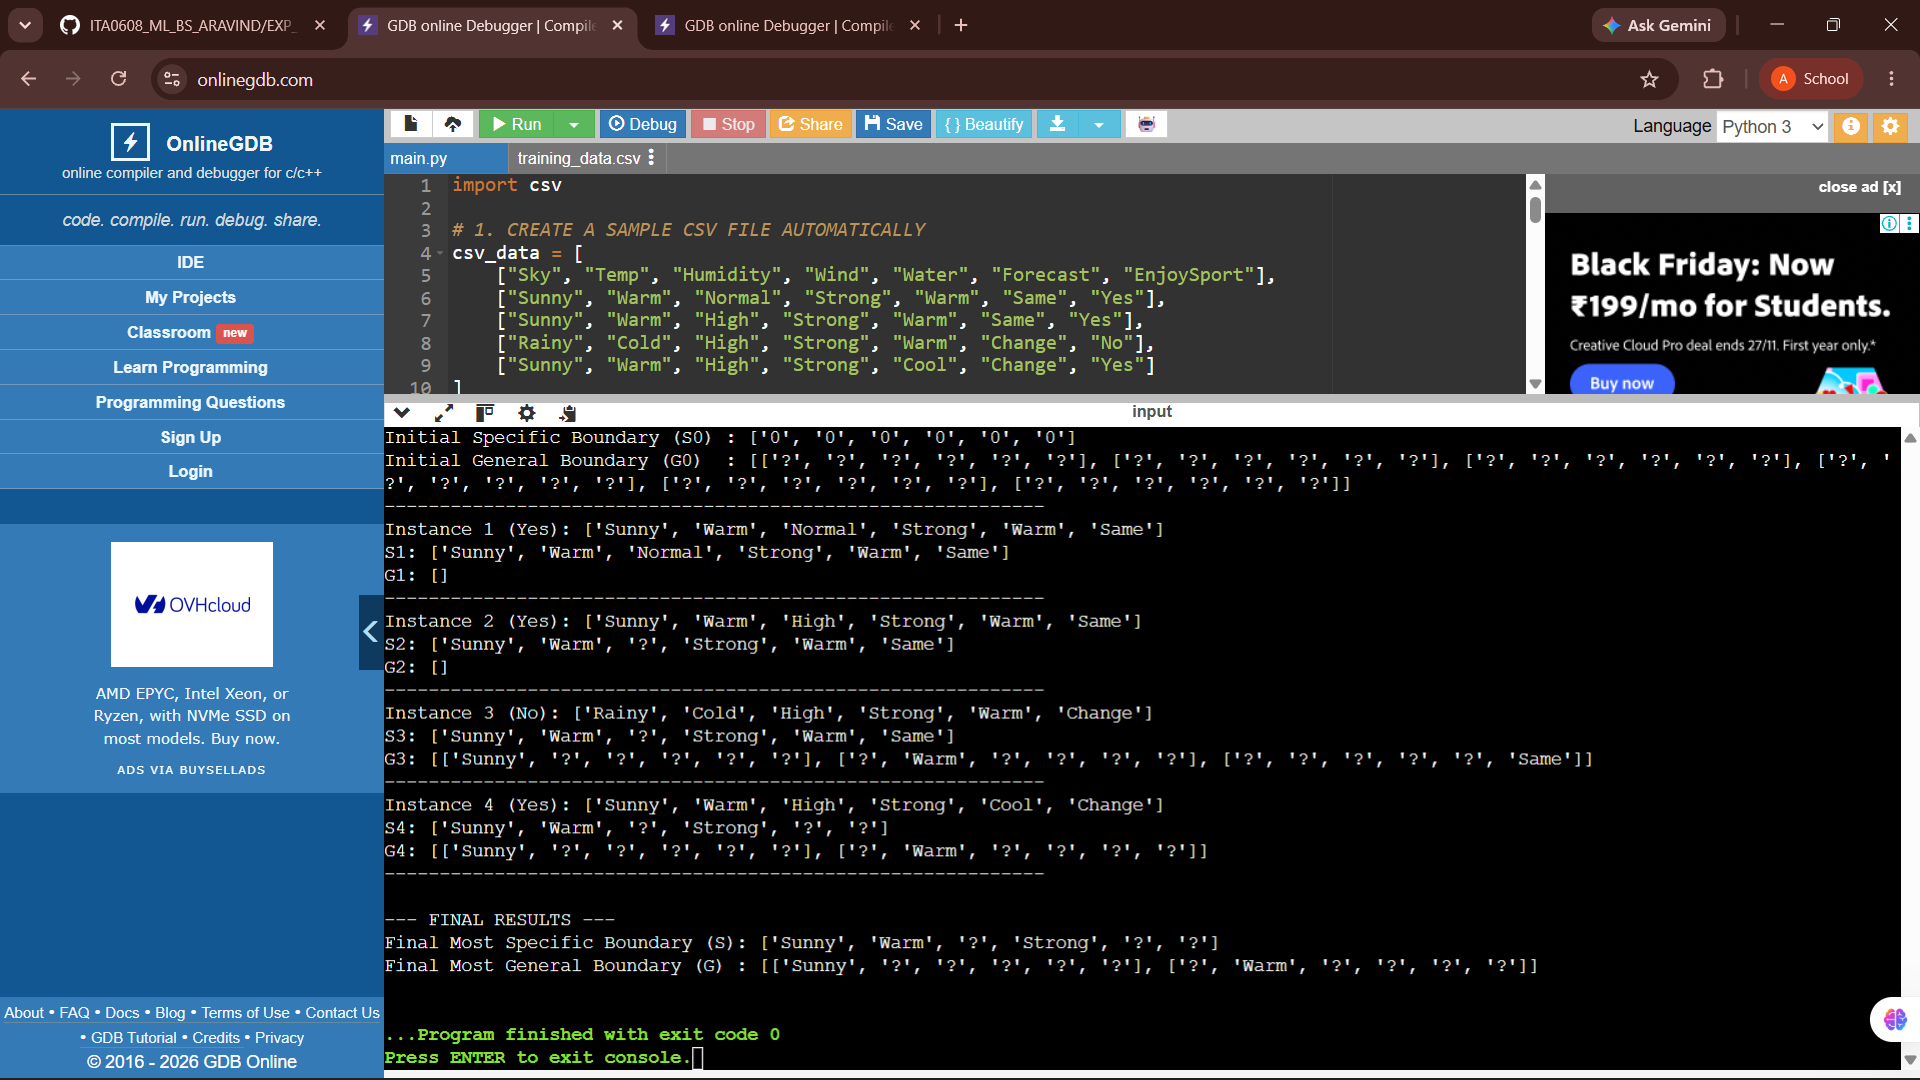 ITA0608_ML_BS_ARAVIND/EXP_
GDB online Debugger | Compile
GDB online Debugger | Compile
Ask Gemini
onlinegdb.com
A School
OnlineGDB
online compiler and debugger for c/c++
code. compile. run. debug. share.
IDE
My Projects
Classroom new
Learn Programming
Programming Questions
Sign Up
Login
OVHcloud
AMD EPYC, Intel Xeon, or
Ryzen, with NVMe SSD on
most models. Buy now.
ADS VIA BUYSELLADS
About • FAQ • Docs • Blog • Terms of Use • Contact Us
• GDB Tutorial • Credits • Privacy
© 2016 - 2026 GDB Online
Run Debug Stop Share Save { } Beautify
Language Python 3
main.py training_data.csv
1 import csv
2
3 # 1. CREATE A SAMPLE CSV FILE AUTOMATICALLY
4 csv_data = [
5 ["Sky", "Temp", "Humidity", "Wind", "Water", "Forecast", "EnjoySport"],
6 ["Sunny", "Warm", "Normal", "Strong", "Warm", "Same", "Yes"],
7 ["Sunny", "Warm", "High", "Strong", "Warm", "Same", "Yes"],
8 ["Rainy", "Cold", "High", "Strong", "Warm", "Change", "No"],
9 ["Sunny", "Warm", "High", "Strong", "Cool", "Change", "Yes"]
10 ]
close ad [x]
Black Friday: Now
₹199/mo for Students.
Creative Cloud Pro deal ends 27/11. First year only.*
Buy now
input
Initial Specific Boundary (S0) : ['0', '0', '0', '0', '0', '0']
Initial General Boundary (G0)  : [['?', '?', '?', '?', '?', '?'], ['?', '?', '?', '?', '?', '?'], ['?', '?', '?', '?', '?', '?'], ['?', '
?', '?', '?', '?', '?'], ['?', '?', '?', '?', '?', '?'], ['?', '?', '?', '?', '?', '?']]
------------------------------------------------------------
Instance 1 (Yes): ['Sunny', 'Warm', 'Normal', 'Strong', 'Warm', 'Same']
S1: ['Sunny', 'Warm', 'Normal', 'Strong', 'Warm', 'Same']
G1: []
------------------------------------------------------------
Instance 2 (Yes): ['Sunny', 'Warm', 'High', 'Strong', 'Warm', 'Same']
S2: ['Sunny', 'Warm', '?', 'Strong', 'Warm', 'Same']
G2: []
------------------------------------------------------------
Instance 3 (No): ['Rainy', 'Cold', 'High', 'Strong', 'Warm', 'Change']
S3: ['Sunny', 'Warm', '?', 'Strong', 'Warm', 'Same']
G3: [['Sunny', '?', '?', '?', '?', '?'], ['?', 'Warm', '?', '?', '?', '?'], ['?', '?', '?', '?', '?', 'Same']]
------------------------------------------------------------
Instance 4 (Yes): ['Sunny', 'Warm', 'High', 'Strong', 'Cool', 'Change']
S4: ['Sunny', 'Warm', '?', 'Strong', '?', '?']
G4: [['Sunny', '?', '?', '?', '?', '?'], ['?', 'Warm', '?', '?', '?', '?']]
------------------------------------------------------------
--- FINAL RESULTS ---
Final Most Specific Boundary (S): ['Sunny', 'Warm', '?', 'Strong', '?', '?']
Final Most General Boundary (G) : [['Sunny', '?', '?', '?', '?', '?'], ['?', 'Warm', '?', '?', '?', '?']]
...Program finished with exit code 0
Press ENTER to exit console.